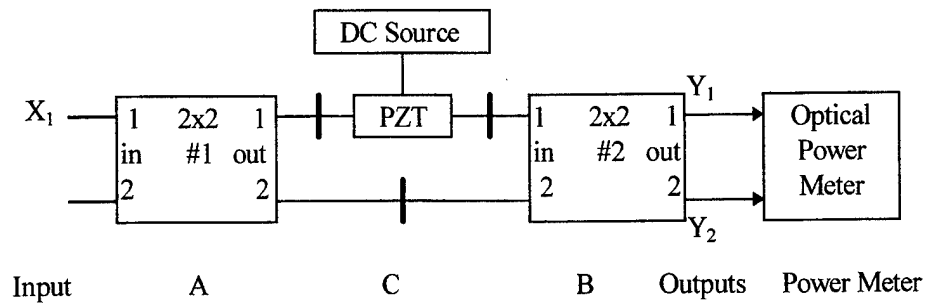 DC Source
PZT
X1
1 2x2 1
in #1 out
2 2
1 2x2 1
in #2 out
2 2
Y1
Y2
Optical
Power
Meter
Input A C B Outputs Power Meter